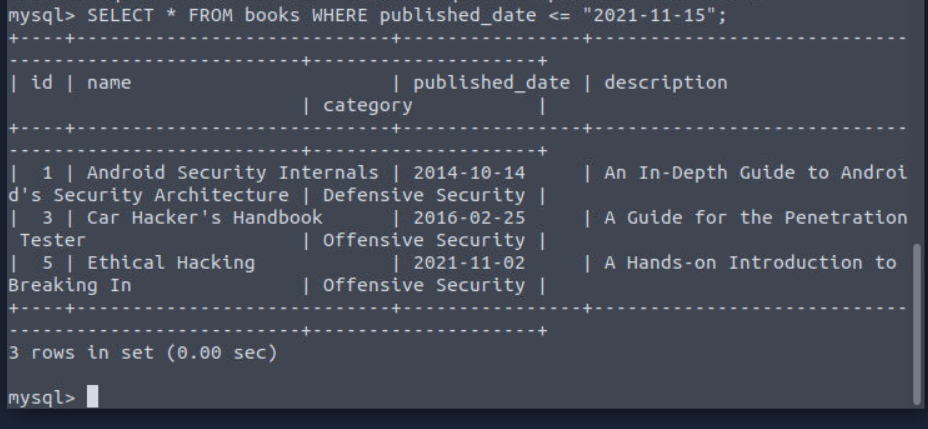 mysql> SELECT * FROM books WHERE published_date <= "2021-11-15";
+----+----------------------------+----------------+----------------------------
--------------------------+--------------------+
| id | name                       | published_date | description
                          | category           |
+----+----------------------------+----------------+----------------------------
--------------------------+--------------------+
|  1 | Android Security Internals | 2014-10-14     | An In-Depth Guide to Androi
d's Security Architecture | Defensive Security |
|  3 | Car Hacker's Handbook      | 2016-02-25     | A Guide for the Penetration
 Tester                   | Offensive Security |
|  5 | Ethical Hacking            | 2021-11-02     | A Hands-on Introduction to 
Breaking In               | Offensive Security |
+----+----------------------------+----------------+----------------------------
--------------------------+--------------------+
3 rows in set (0.00 sec)
mysql>